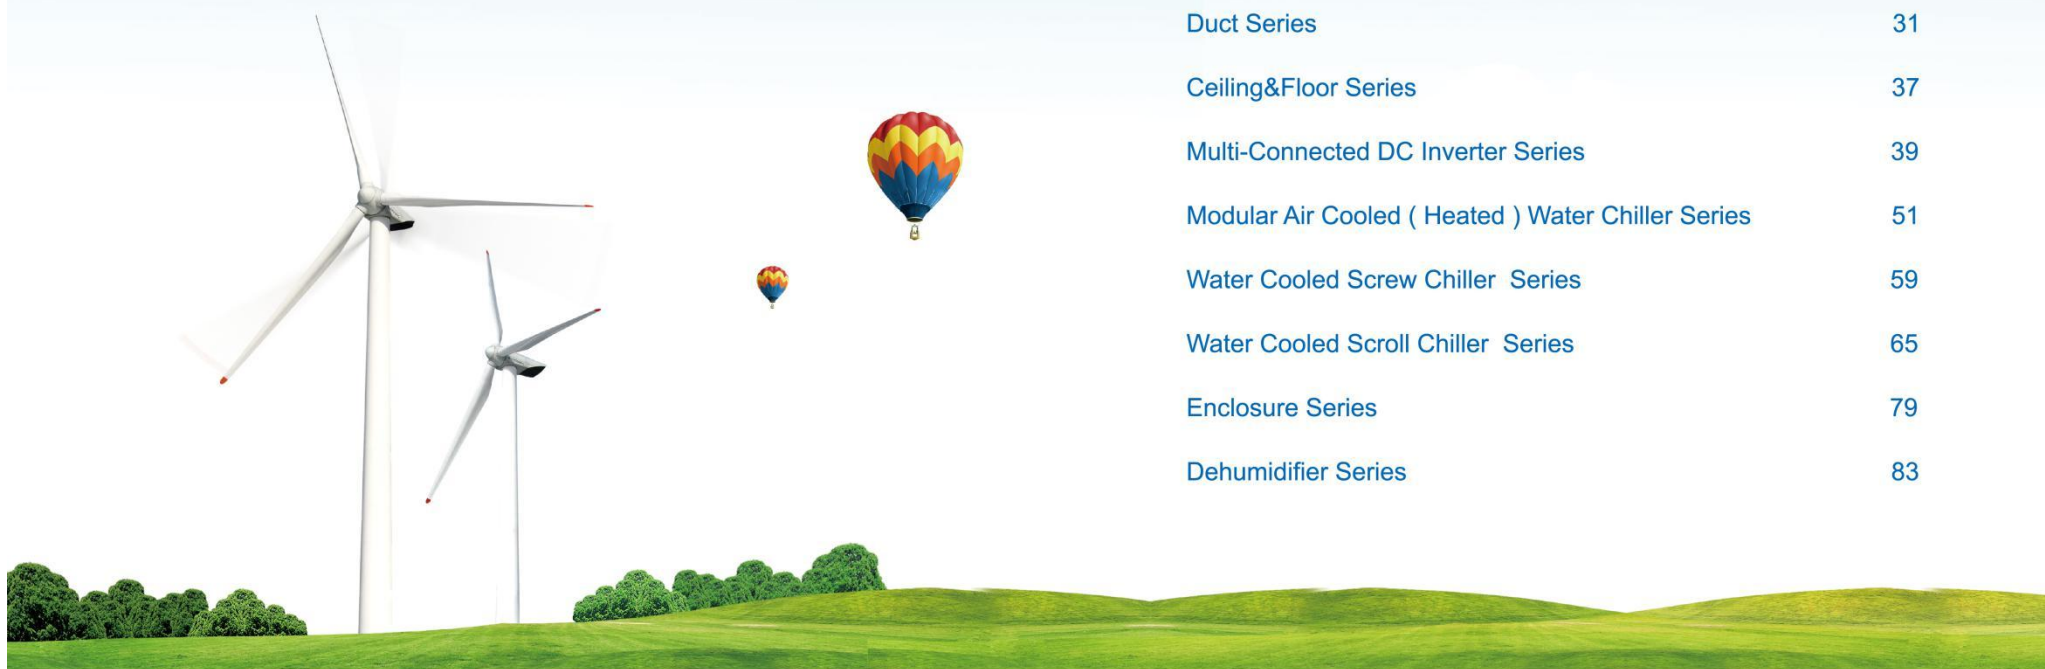 Duct Series 31
Ceiling&Floor Series 37
Multi-Connected DC Inverter Series 39
Modular Air Cooled ( Heated ) Water Chiller Series 51
Water Cooled Screw Chiller  Series 59
Water Cooled Scroll Chiller  Series 65
Enclosure Series 79
Dehumidifier Series 83